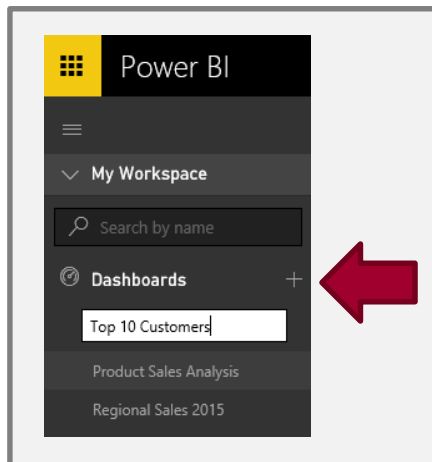 Power BI
My Workspace
Search by name
Dashboards
Top 10 Customers
Product Sales Analysis
Regional Sales 2015